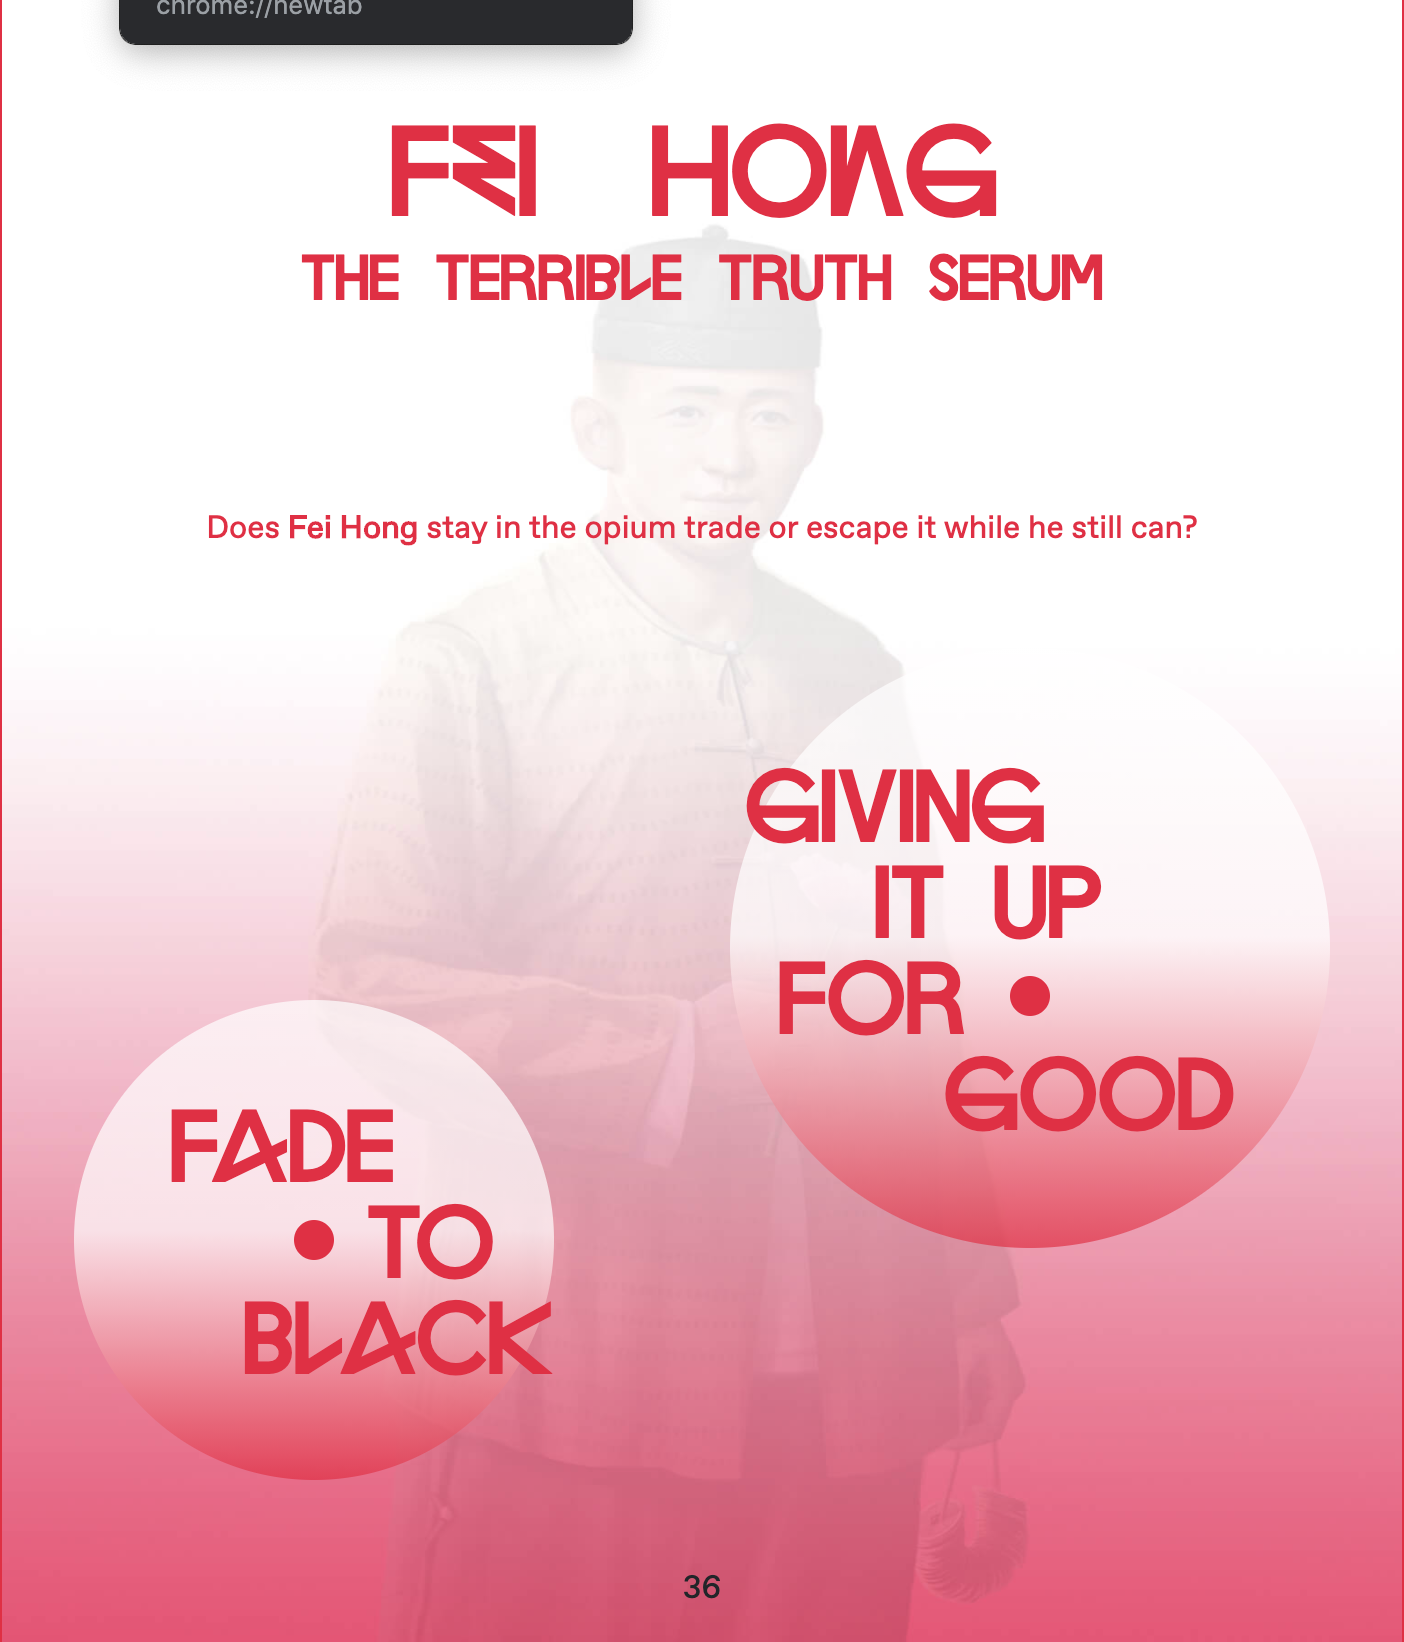 chrome://newtab
FEI HONG
THE TERRIBLE TRUTH SERUM
Does Fei Hong stay in the opium trade or escape it while he still can?
GIVING
IT UP
FOR •
GOOD
FADE
• TO
BLACK
36